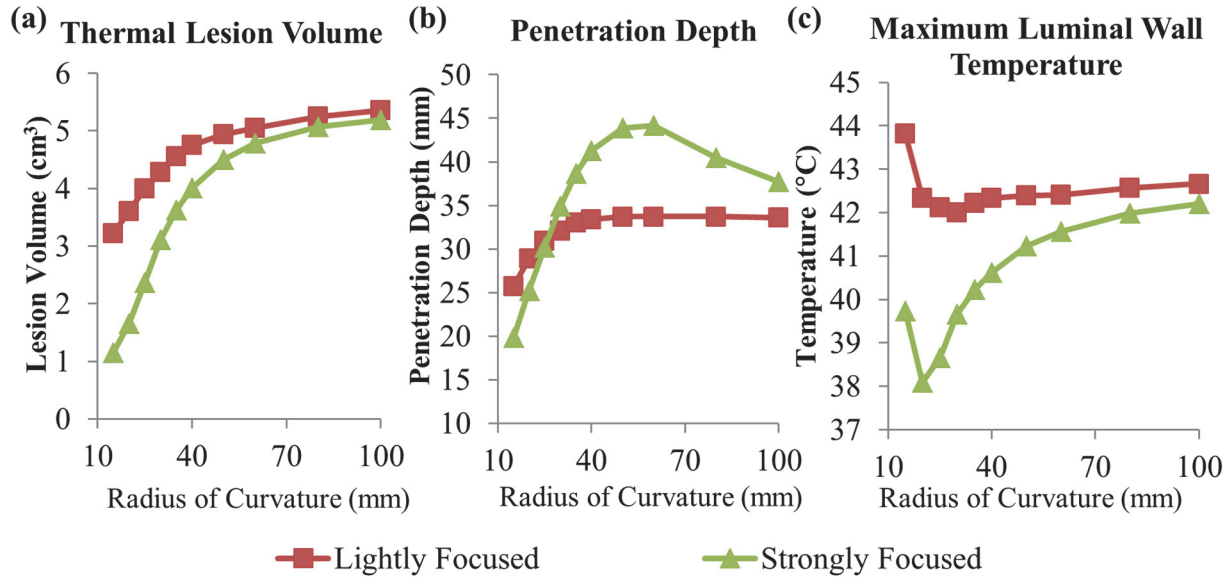 (a) Thermal Lesion Volume
Lesion Volume (cm³)
6
5
4
3
2
1
0
10 40 70 100
Radius of Curvature (mm)
(b) Penetration Depth
Penetration Depth (mm)
50
45
40
35
30
25
20
15
10
10 40 70 100
Radius of Curvature (mm)
(c) Maximum Luminal Wall
Temperature
Temperature (°C)
45
44
43
42
41
40
39
38
37
10 40 70 100
Radius of Curvature (mm)
Lightly Focused Strongly Focused